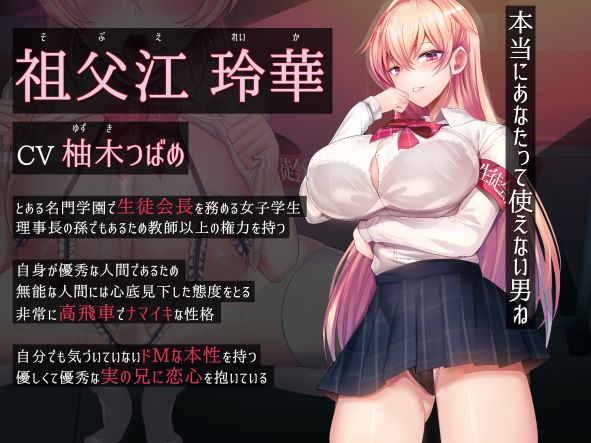 そぶえ れいか
祖父江 玲華
ゆずき
CV 柚木つばめ
とある名門学園で生徒会長を務める女子学生
理事長の孫でもあるため教師以上の権力を持つ
自身が優秀な人間であるため
無能な人間には心底見下した態度をとる
非常に高飛車でナマイキな性格
自分でも気づいていないドMな本性を持つ
優しくて優秀な実の兄に恋心を抱いている
本当にあなたって使えない男ね
生徒会